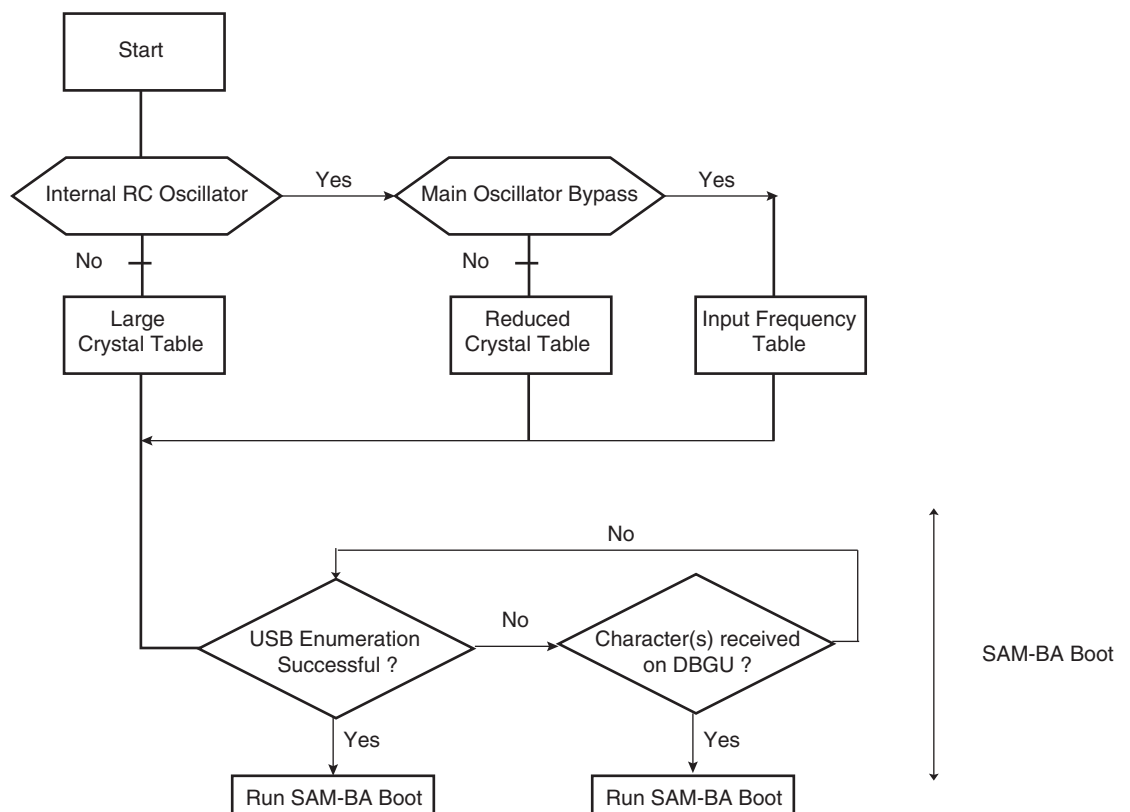 Start
Internal RC Oscillator
Yes
Main Oscillator Bypass
Yes
No
No
Large
Crystal Table
Reduced
Crystal Table
Input Frequency
Table
No
USB Enumeration
Successful ?
No
Character(s) received
on DBGU ?
SAM-BA Boot
Yes
Yes
Run SAM-BA Boot
Run SAM-BA Boot